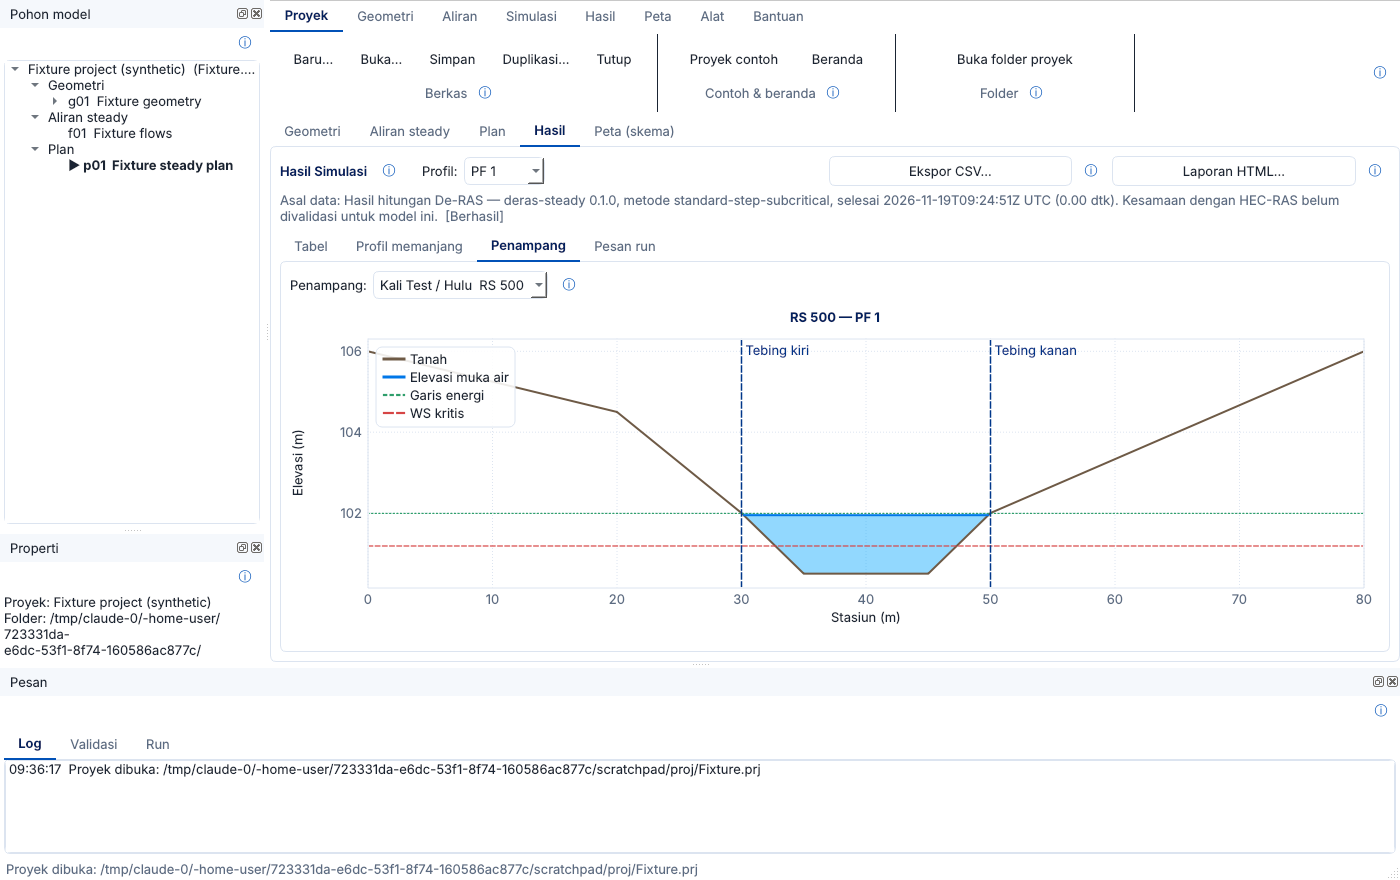 Pohon model
Fixture project (synthetic)  (Fixture....
Geometri
g01  Fixture geometry
Aliran steady
f01  Fixture flows
Plan
p01  Fixture steady plan
Properti
Proyek: Fixture project (synthetic)
Folder: /tmp/claude-0/-home-user/
723331da-
e6dc-53f1-8f74-160586ac877c/
Proyek  Geometri  Aliran  Simulasi  Hasil  Peta  Alat  Bantuan
Baru...  Buka...  Simpan  Duplikasi...  Tutup  Proyek contoh  Beranda  Buka folder proyek
Berkas  Contoh & beranda  Folder
Geometri  Aliran steady  Plan  Hasil  Peta (skema)
Hasil Simulasi  Profil: PF 1  Ekspor CSV...  Laporan HTML...
Asal data: Hasil hitungan De-RAS — deras-steady 0.1.0, metode standard-step-subcritical, selesai 2026-11-19T09:24:51Z UTC (0.00 dtk). Kesamaan dengan HEC-RAS belum
divalidasi untuk model ini.  [Berhasil]
Tabel  Profil memanjang  Penampang  Pesan run
Penampang: Kali Test / Hulu  RS 500
RS 500 — PF 1
106
104
102
Elevasi (m)
Tanah
Elevasi muka air
Garis energi
WS kritis
Tebing kiri
Tebing kanan
0  10  20  30  40  50  60  70  80
Stasiun (m)
Pesan
Log  Validasi  Run
09:36:17  Proyek dibuka: /tmp/claude-0/-home-user/723331da-e6dc-53f1-8f74-160586ac877c/scratchpad/proj/Fixture.prj
Proyek dibuka: /tmp/claude-0/-home-user/723331da-e6dc-53f1-8f74-160586ac877c/scratchpad/proj/Fixture.prj